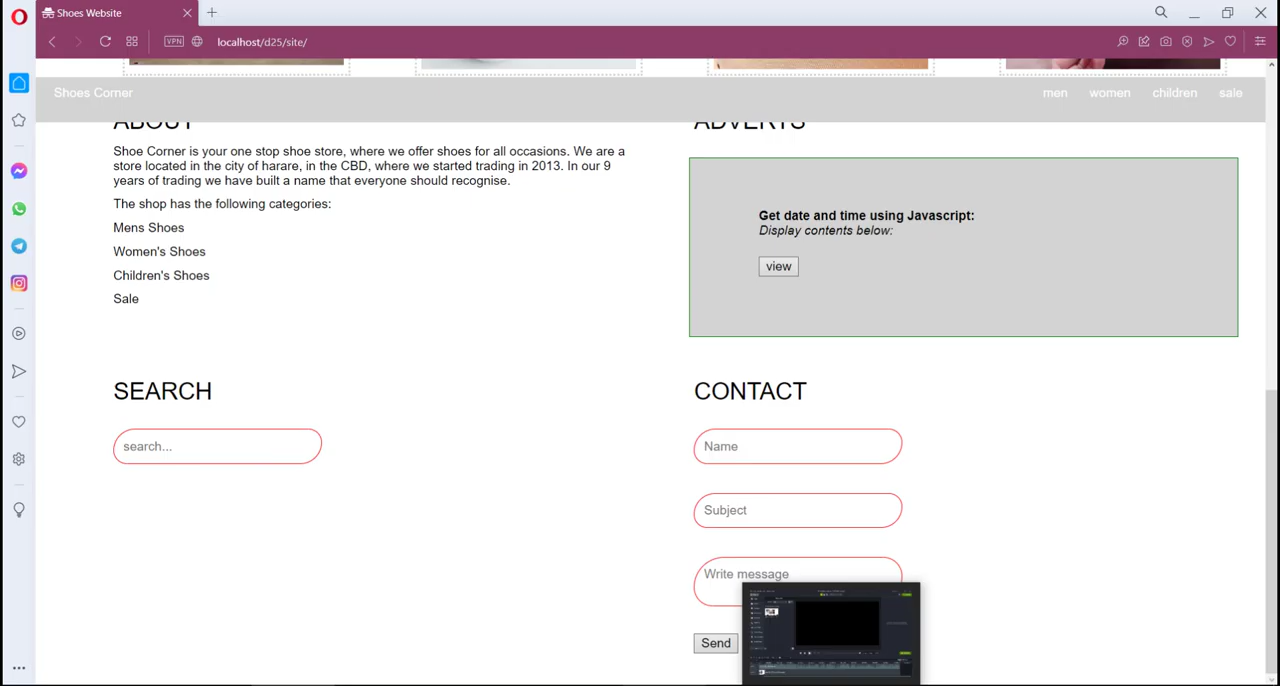 Shoes Website
VPN
localhost/d25/site/
Shoes Corner
men
women
children
sale
ABOUT
Shoe Corner is your one stop shoe store, where we offer shoes for all occasions. We are a
store located in the city of harare, in the CBD, where we started trading in 2013. In our 9
years of trading we have built a name that everyone should recognise.
The shop has the following categories:
Mens Shoes
Women's Shoes
Children's Shoes
Sale
ADVERTS
Get date and time using Javascript:
Display contents below:
view
SEARCH
search...
CONTACT
Name
Subject
Write message
Send